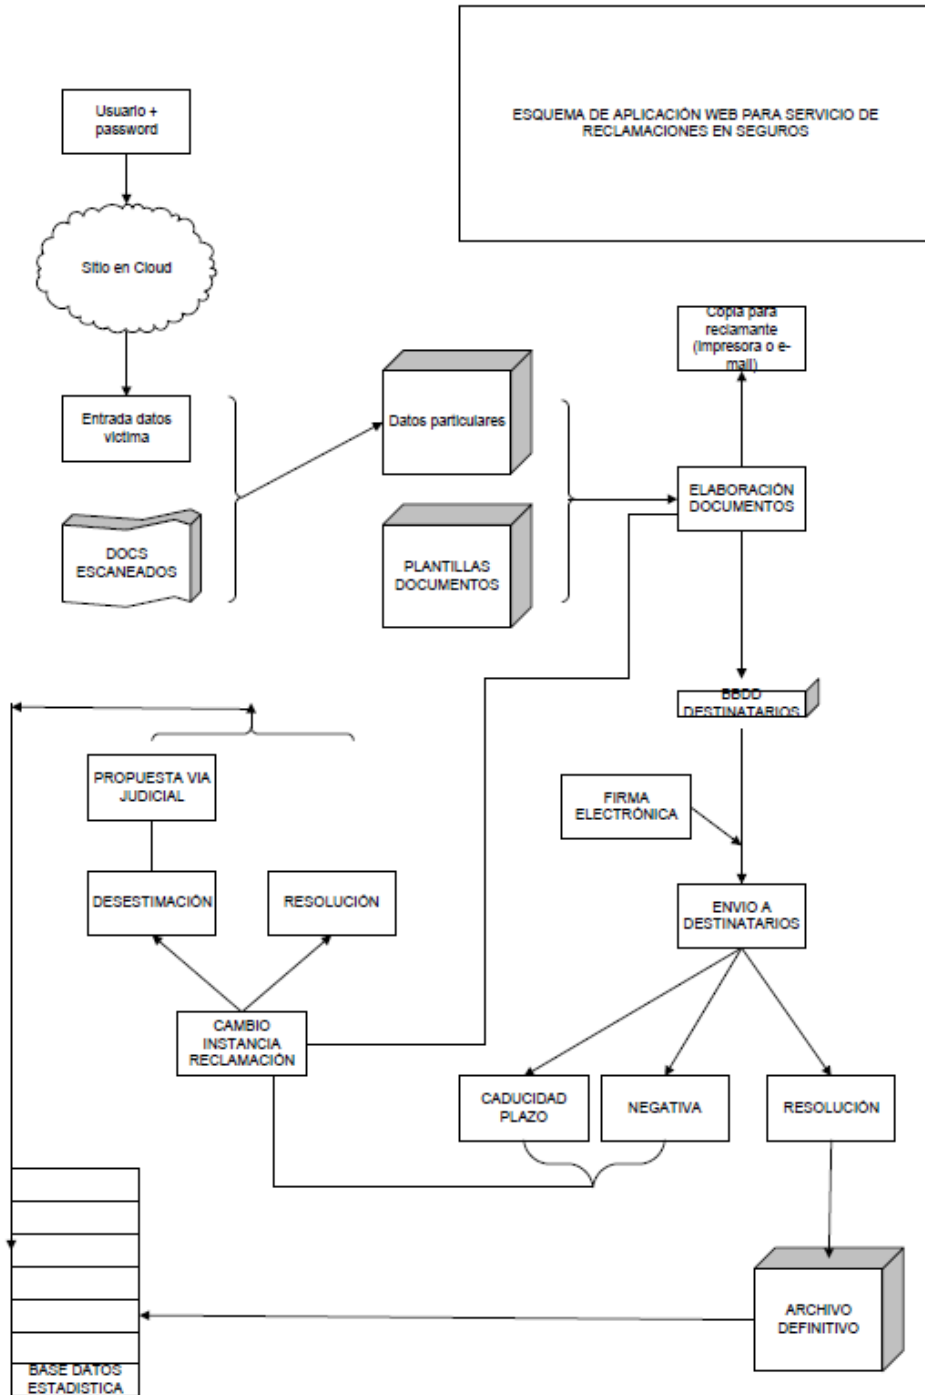 ESQUEMA DE APLICACIÓN WEB PARA SERVICIO DE
RECLAMACIONES EN SEGUROS
Usuario +
password
Sitio en Cloud
Copia para
reclamante
(impresora o e-
mail)
Entrada datos
victima
Datos particulares
ELABORACIÓN
DOCUMENTOS
DOCS
ESCANEADOS
PLANTILLAS
DOCUMENTOS
BBDD
DESTINATARIOS
PROPUESTA VIA
JUDICIAL
FIRMA
ELECTRÓNICA
DESESTIMACIÓN
RESOLUCIÓN
ENVIO A
DESTINATARIOS
CAMBIO
INSTANCIA
RECLAMACIÓN
CADUCIDAD
PLAZO
NEGATIVA
RESOLUCIÓN
ARCHIVO
DEFINITIVO
BASE DATOS
ESTADISTICA